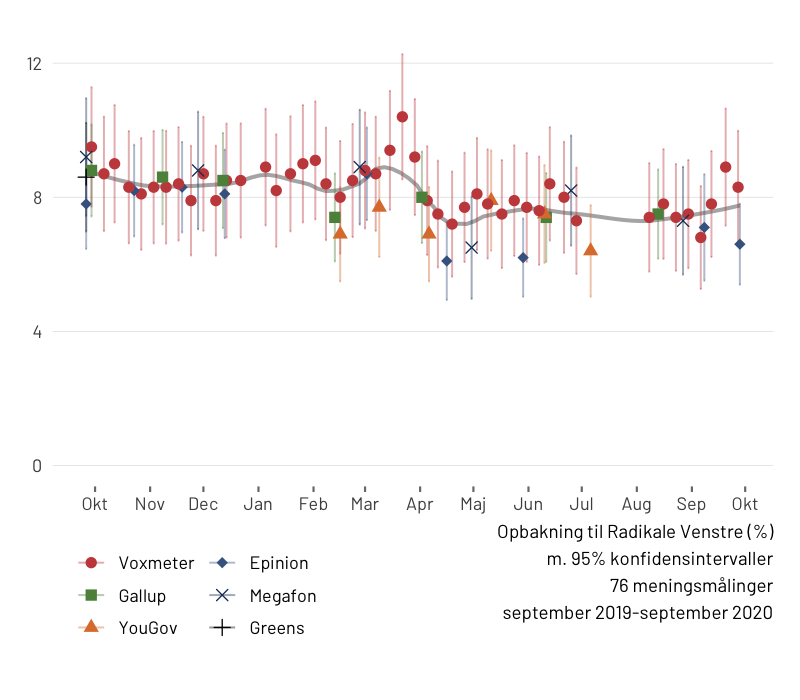 12
8
4
0
Okt Nov Dec Jan Feb Mar Apr Maj Jun Jul Aug Sep Okt
Opbakning til Radikale Venstre (%)
m. 95% konfidensintervaller
76 meningsmålinger
september 2019-september 2020
Voxmeter Epinion
Gallup Megafon
YouGov Greens